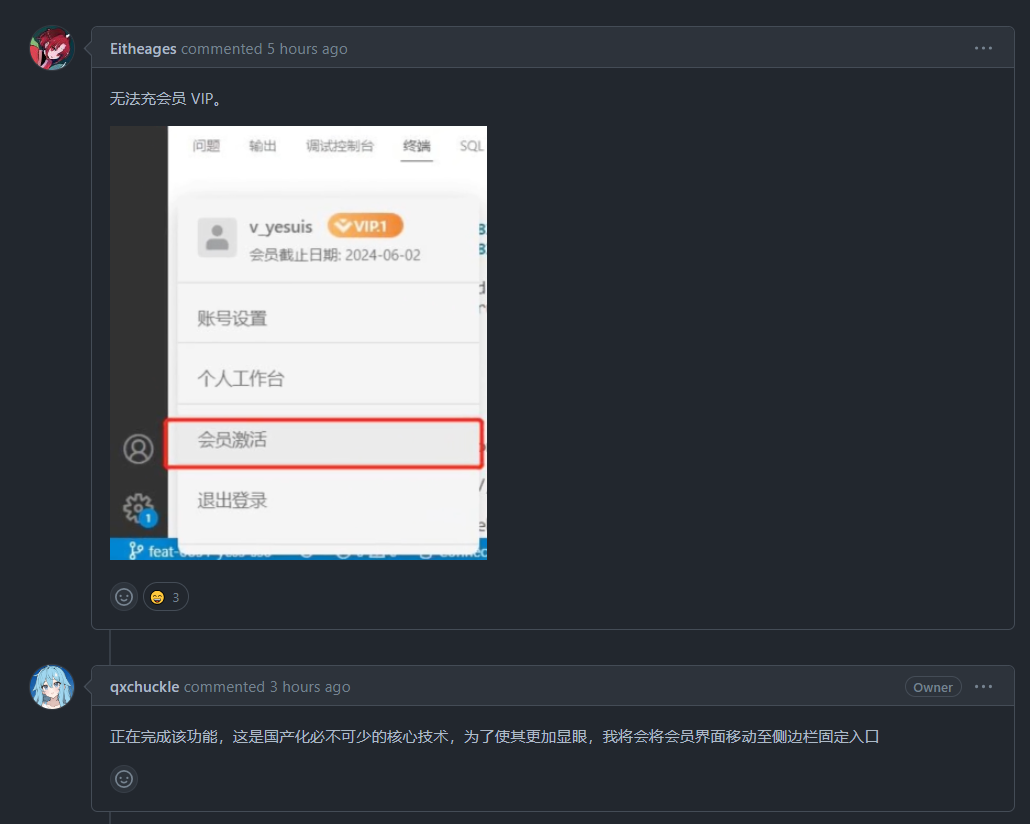 Eitheages commented 5 hours ago
无法充会员 VIP。
问题 输出 调试控制台 终端 SQL
v_yesuis VIP.1
会员截止日期: 2024-06-02
账号设置
个人工作台
会员激活
退出登录
1
3
qxchuckle commented 3 hours ago Owner
正在完成该功能，这是国产化必不可少的核心技术，为了使其更加显眼，我将会将会员界面移动至侧边栏固定入口